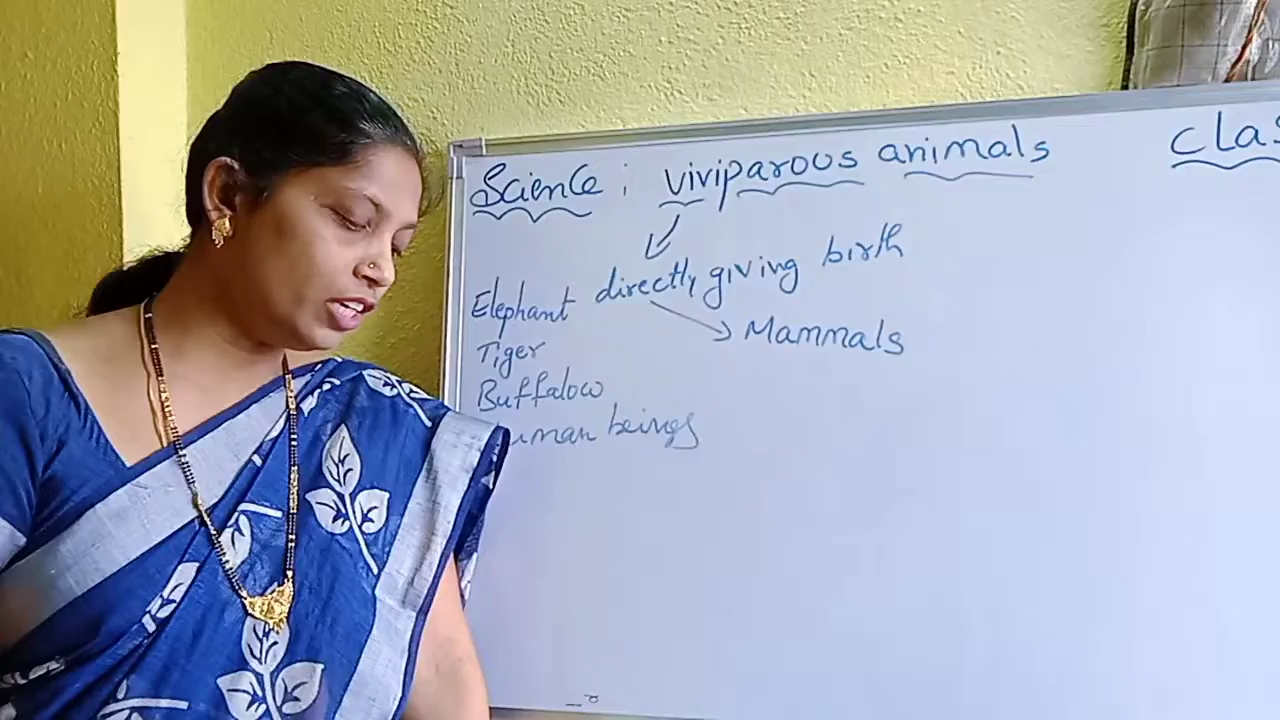 Science : viviparous animals
directly giving birth
Mammals
Elephant
Tiger
Buffalow
beings